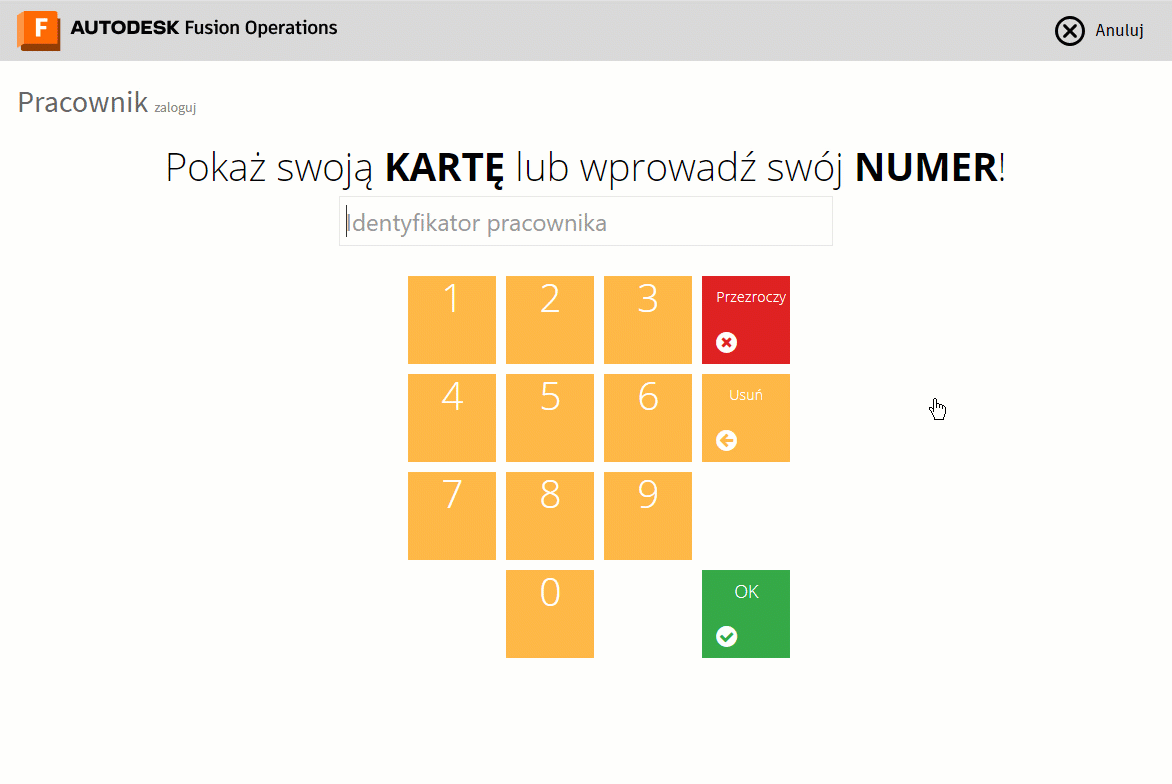 F AUTODESK Fusion Operations
Anuluj
Pracownik zaloguj
Pokaż swoją KARTĘ lub wprowadź swój NUMER!
Identyfikator pracownika
1 2 3 Przezroczy
4 5 6 Usuń
7 8 9
0 OK